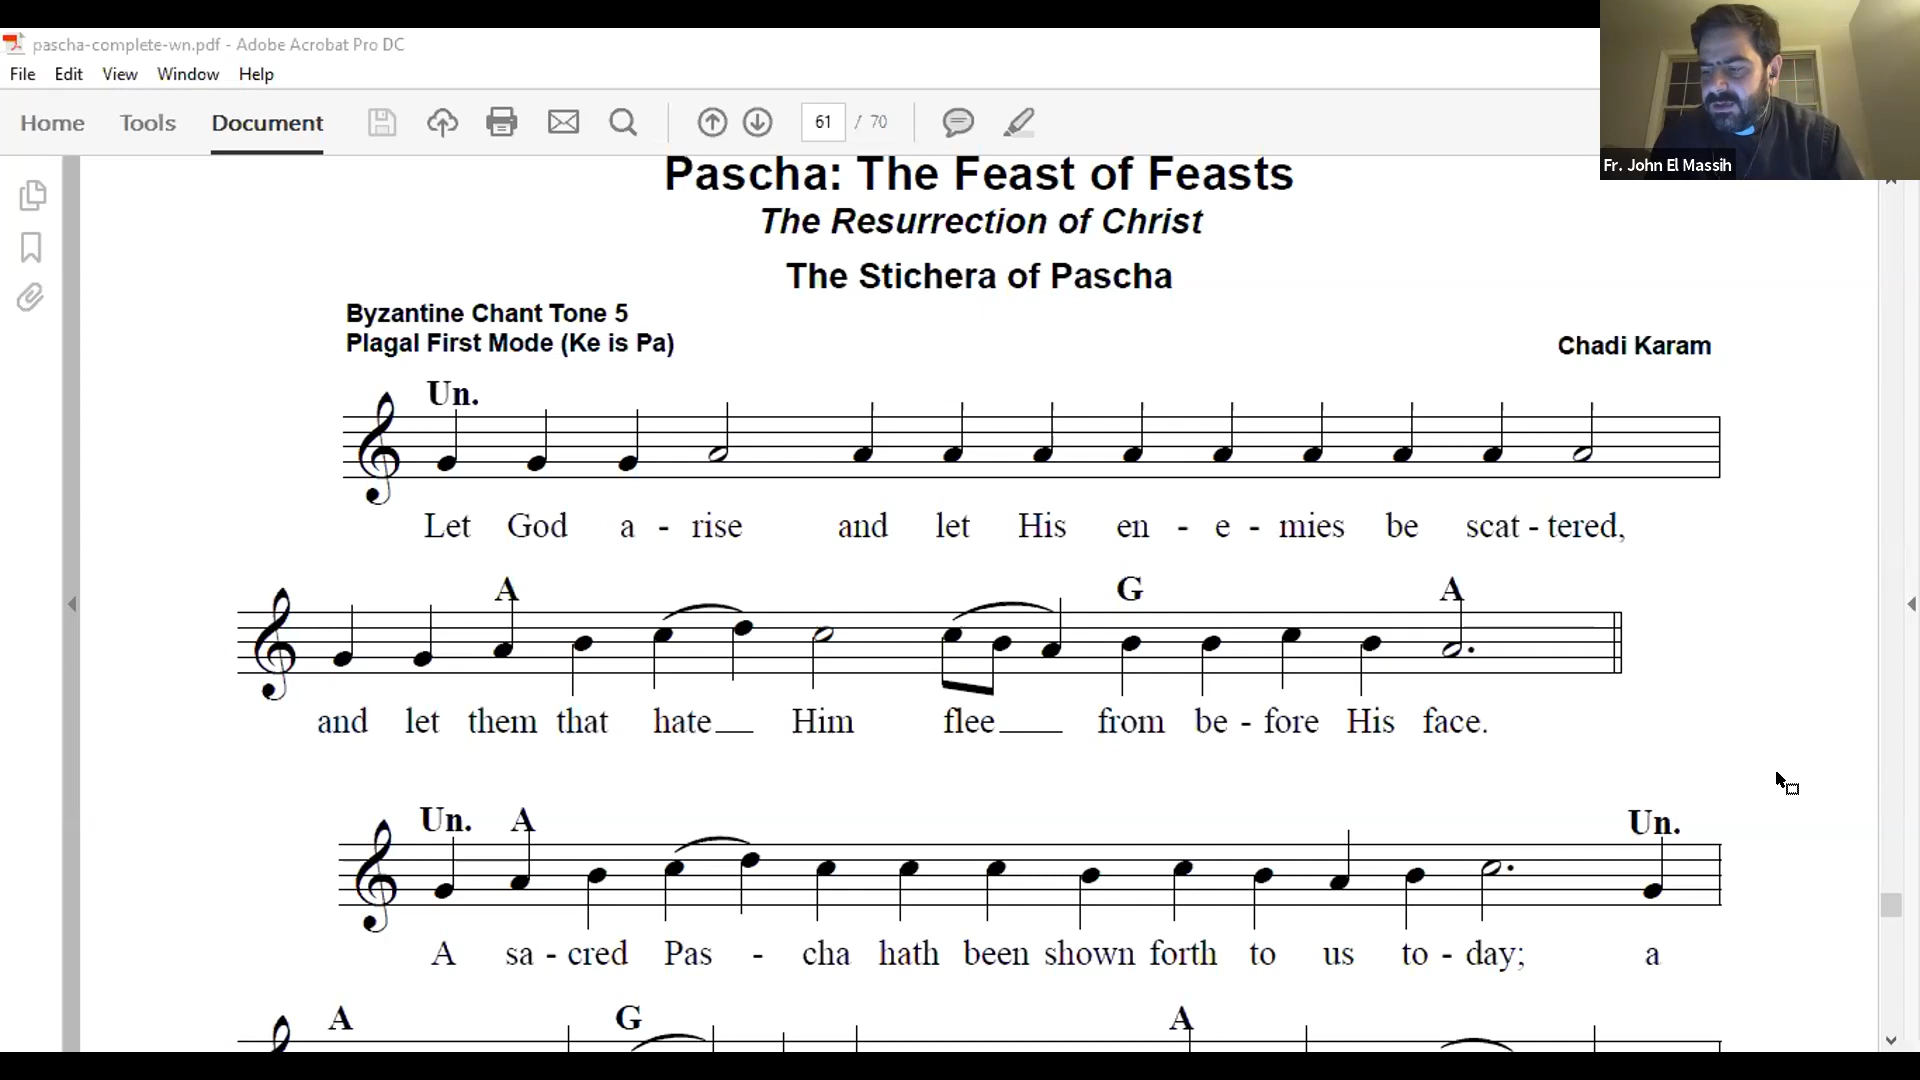 pascha-complete-wn.pdf - Adobe Acrobat Pro DC
File Edit View Window Help
Home Tools Document 61 / 70
Fr. John El Massih
Pascha: The Feast of Feasts
The Resurrection of Christ
The Stichera of Pascha
Byzantine Chant Tone 5
Plagal First Mode (Ke is Pa)
Chadi Karam
Un.
Let God a - rise and let His en - e - mies be scat - tered,
A G A
and let them that hate__ Him flee___ from be - fore His face.
Un. A Un.
A sa - cred Pas - cha hath been shown forth to us to - day; a
A G A